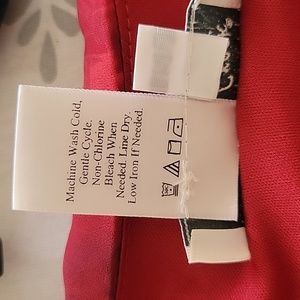 Machine Wash Cold,
Gentle Cycle.
Non-Chlorine
Bleach When
Needed. Line Dry.
Low Iron If Needed.